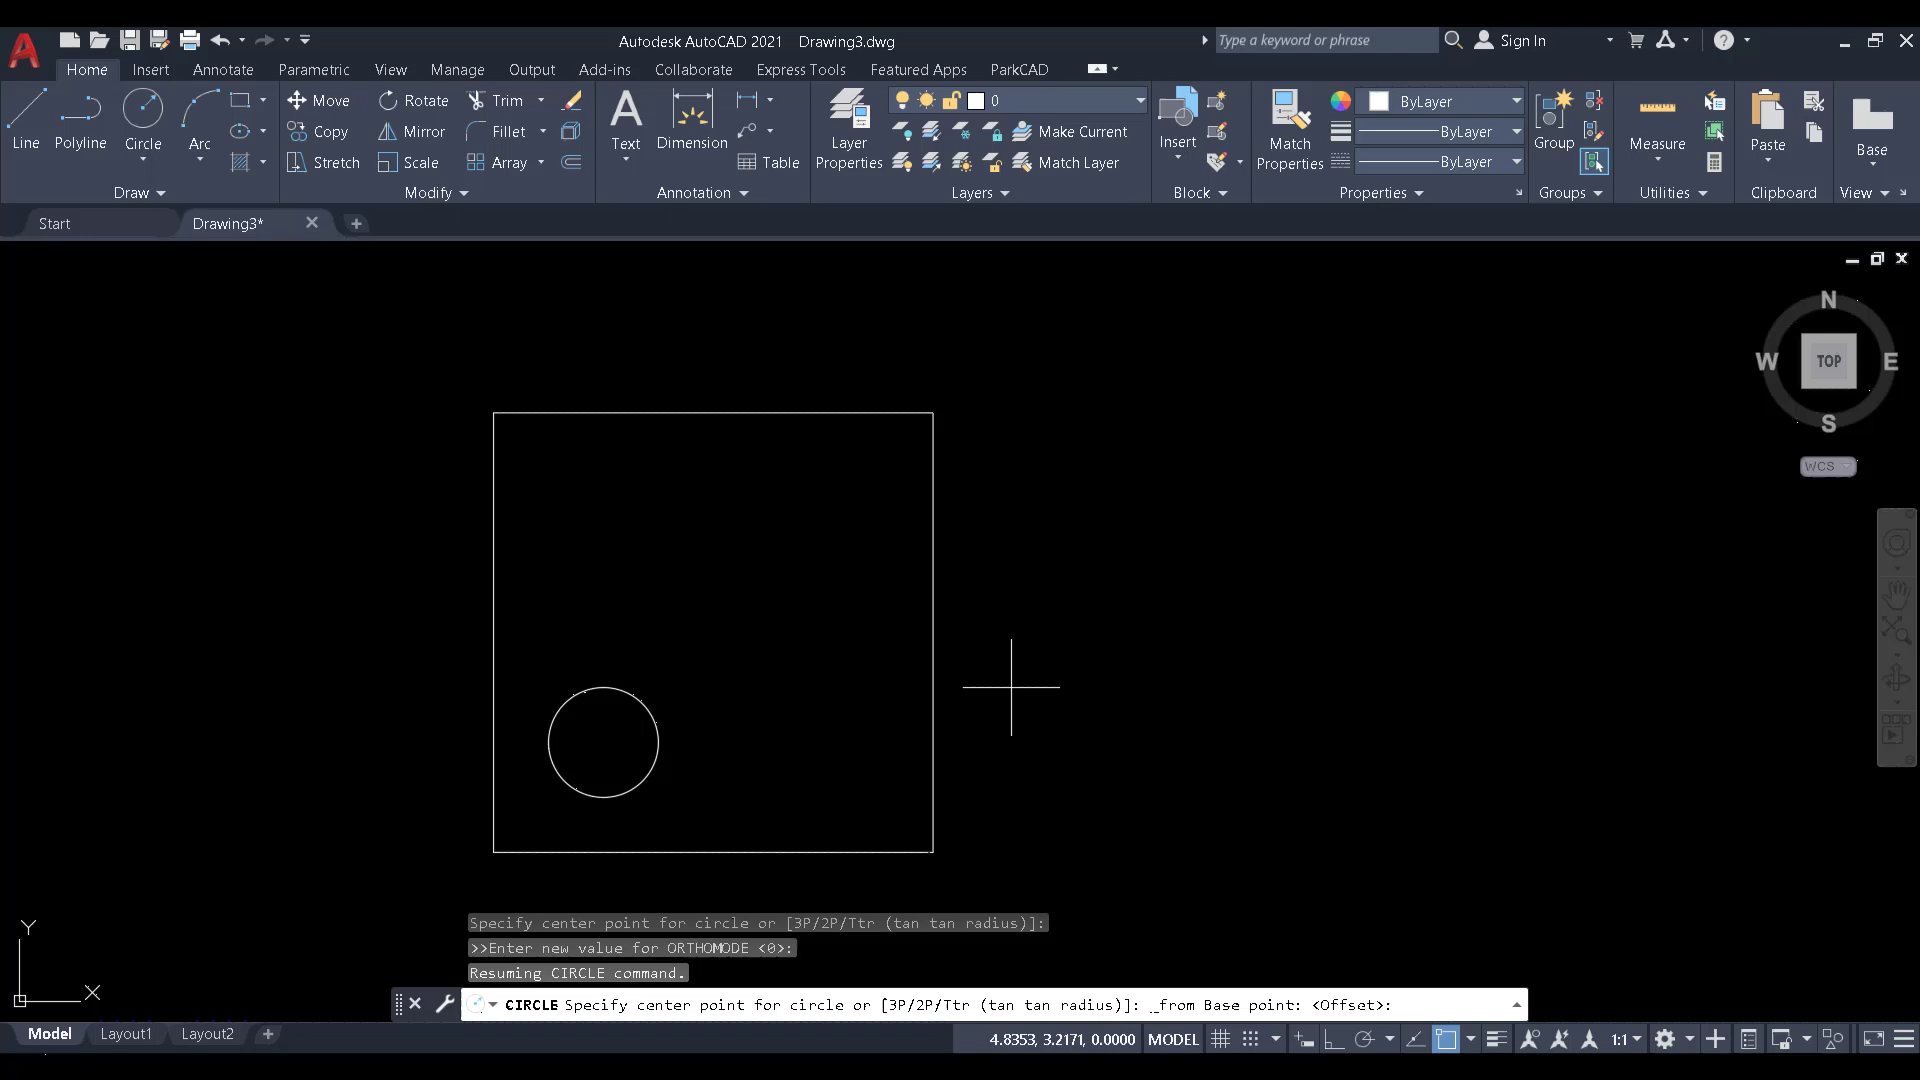 Autodesk AutoCAD 2021 Drawing3.dwg
Type a keyword or phrase
Sign In
Home Insert Annotate Parametric View Manage Output Add-ins Collaborate Express Tools Featured Apps ParkCAD
Line Polyline Circle Arc
Move Rotate Trim
Copy Mirror Fillet
Stretch Scale Array
Text Dimension Table
Layer Properties
0
Make Current
Match Layer
Insert
Match Properties
ByLayer
ByLayer
ByLayer
Group
Measure
Paste
Base
Draw Modify Annotation Layers Block Properties Groups Utilities Clipboard View
Start Drawing3*
N
W TOP E
S
WCS
Y
X
Specify center point for circle or [3P/2P/Ttr (tan tan radius)]:
>>Enter new value for ORTHOMODE <0>:
Resuming CIRCLE command.
CIRCLE Specify center point for circle or [3P/2P/Ttr (tan tan radius)]: _from Base point: <Offset>:
Model Layout1 Layout2
4.8353, 3.2171, 0.0000 MODEL 1:1